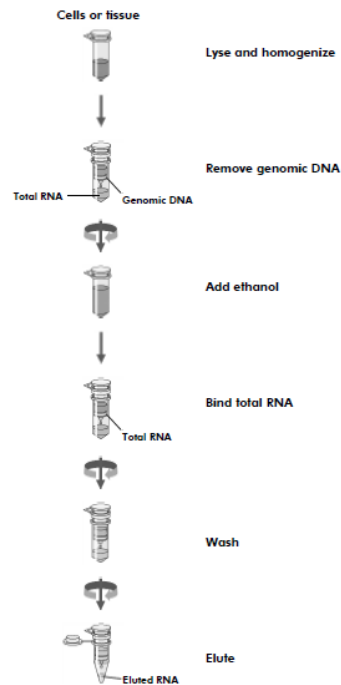 Cells or tissue
Lyse and homogenize
Remove genomic DNA
Total RNA
Genomic DNA
Add ethanol
Bind total RNA
Total RNA
Wash
Elute
Eluted RNA